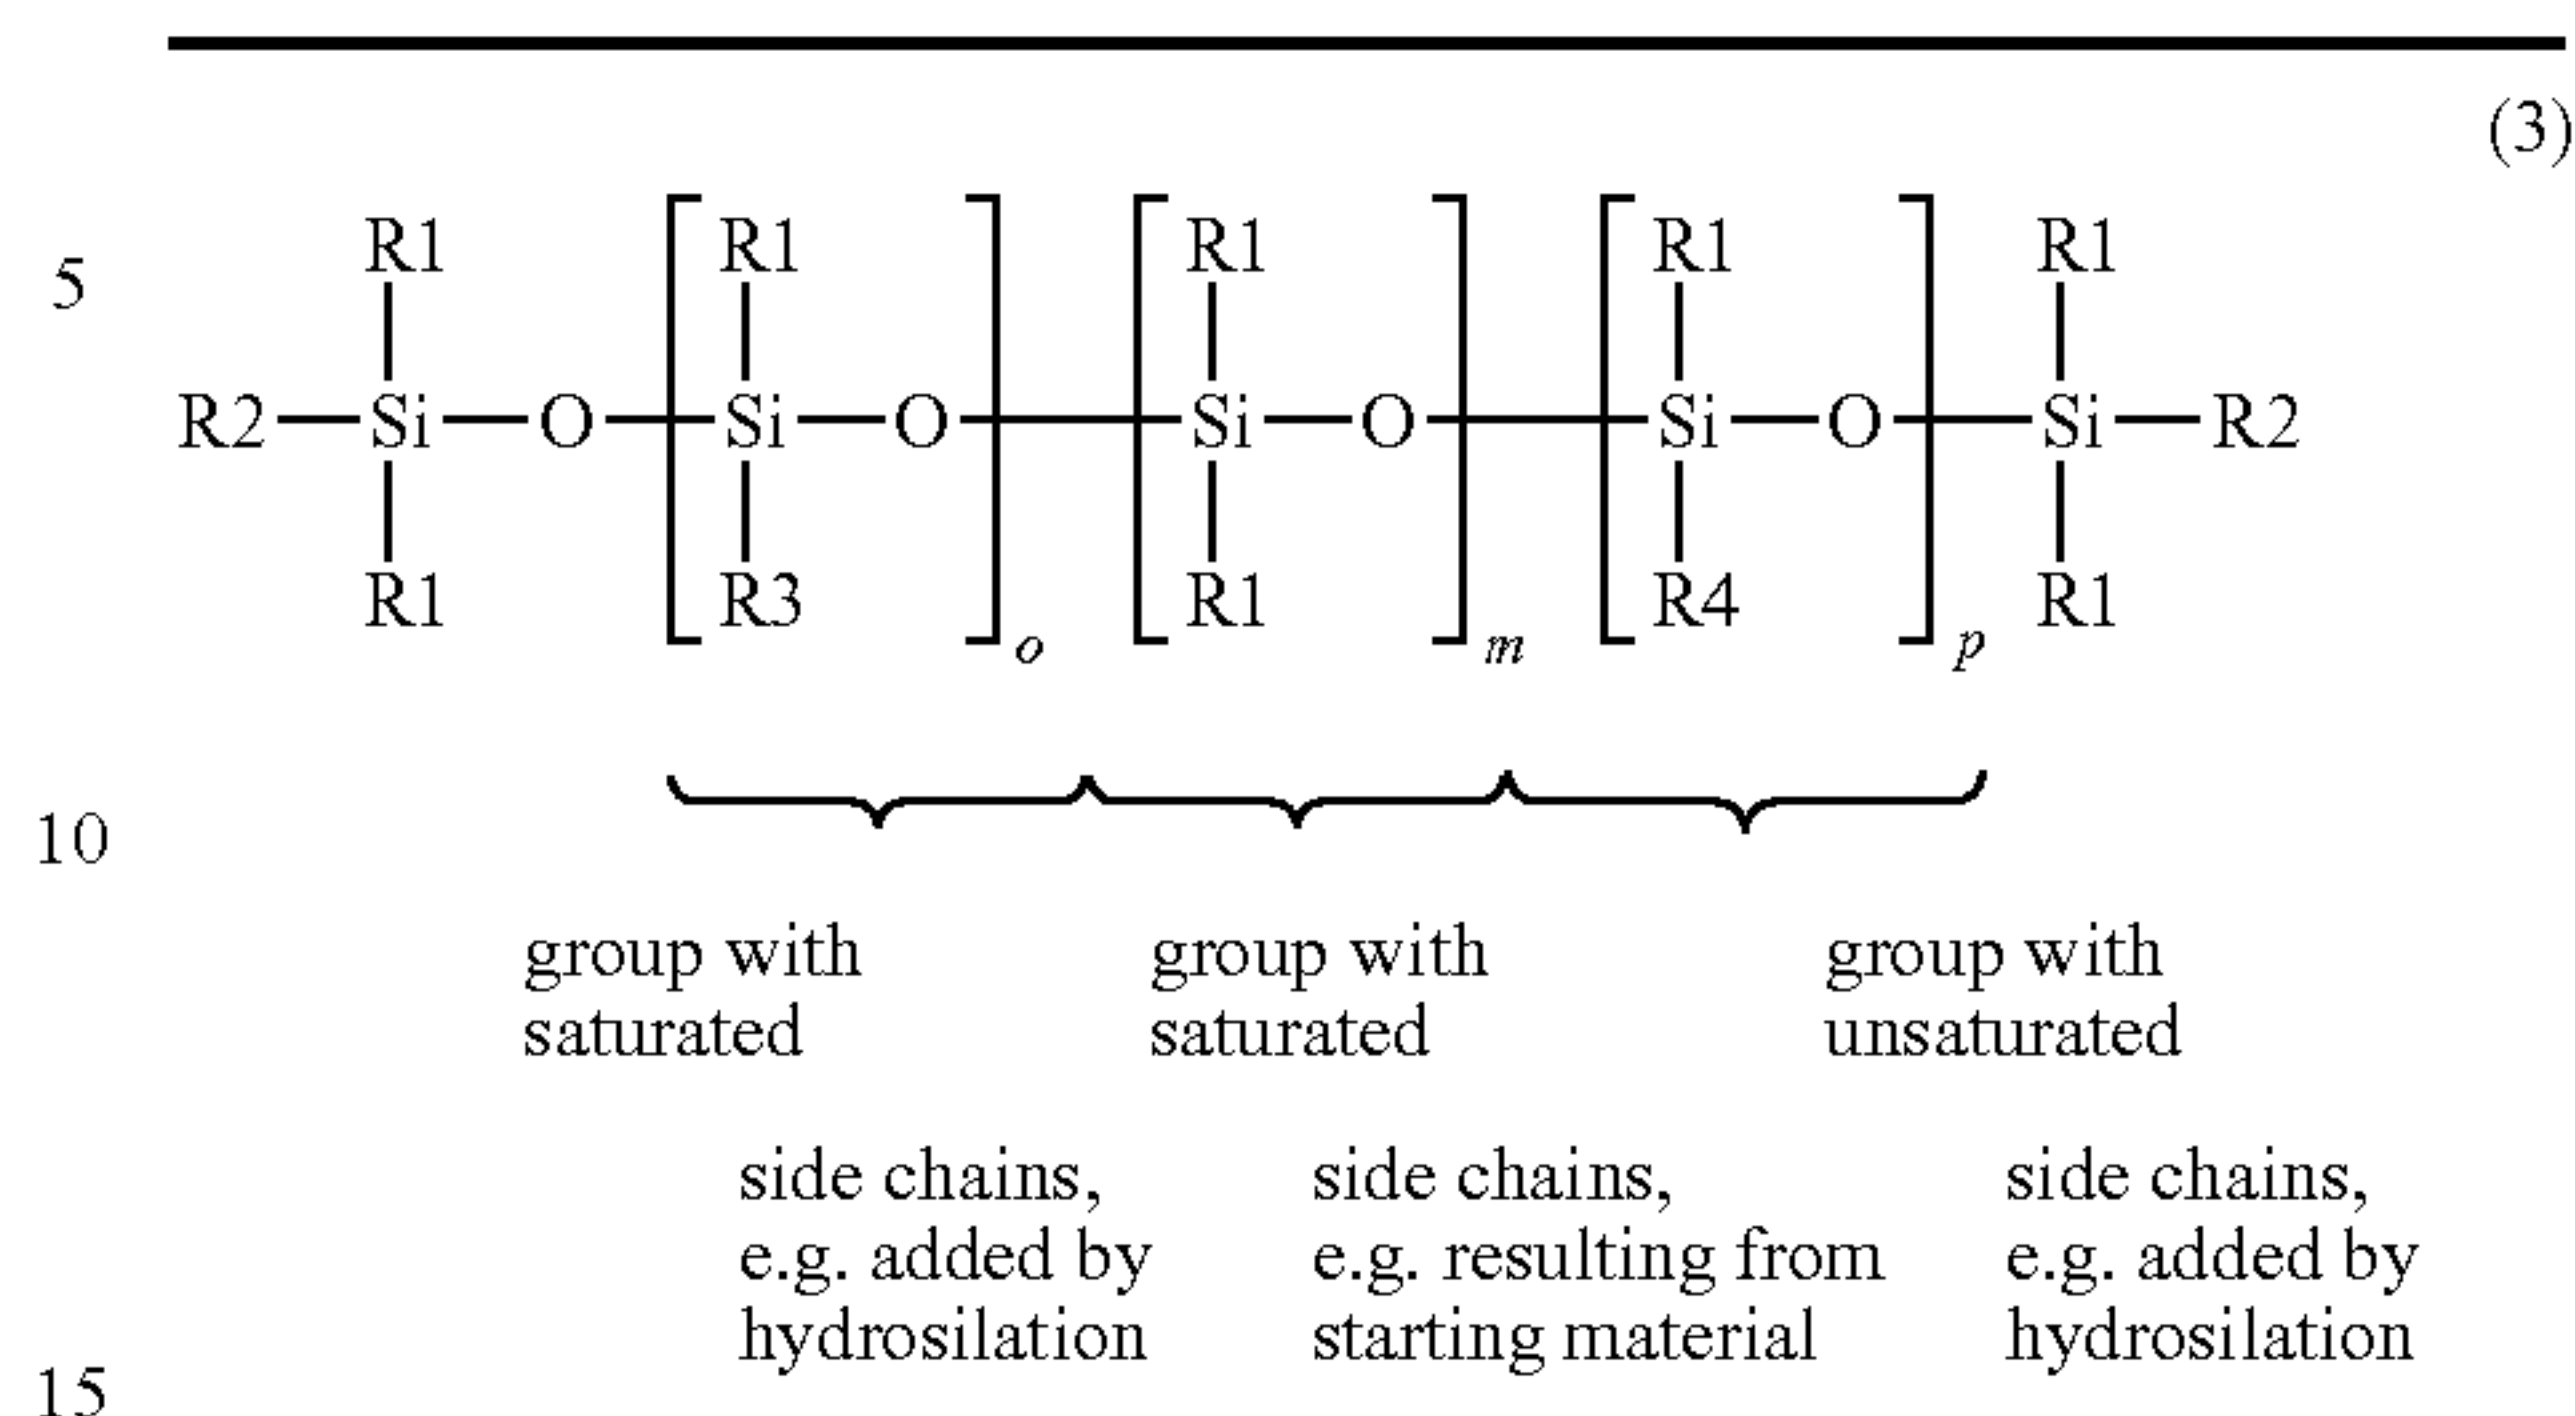 (3)
R1 R1 R1 R1 R1
5
R2 Si O Si O Si O Si O Si R2
R1 R3 R1 R4 R1
o m p
10
group with group with group with
saturated saturated unsaturated
side chains, side chains, side chains,
e.g. added by e.g. resulting from e.g. added by
hydrosilation starting material hydrosilation
15